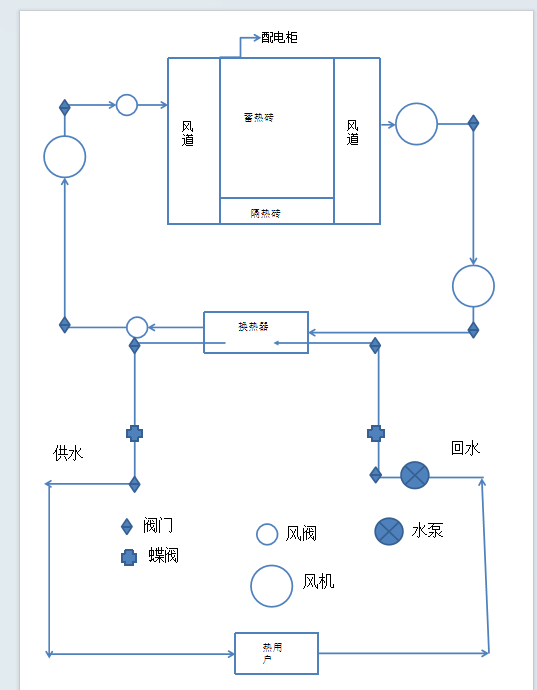 配电柜
蓄热砖
风
道
风
道
隔热砖
换热器
供水
回水
阀门
风阀
水泵
蝶阀
风机
热用
户